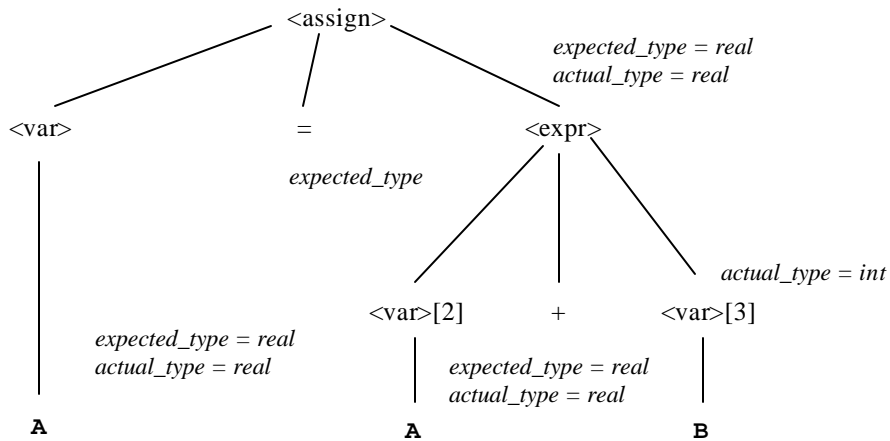 <assign>
expected_type = real
actual_type = real
<var>
=
<expr>
expected_type
actual_type = int
<var>[2]
+
<var>[3]
expected_type = real
actual_type = real
expected_type = real
actual_type = real
A
A
B